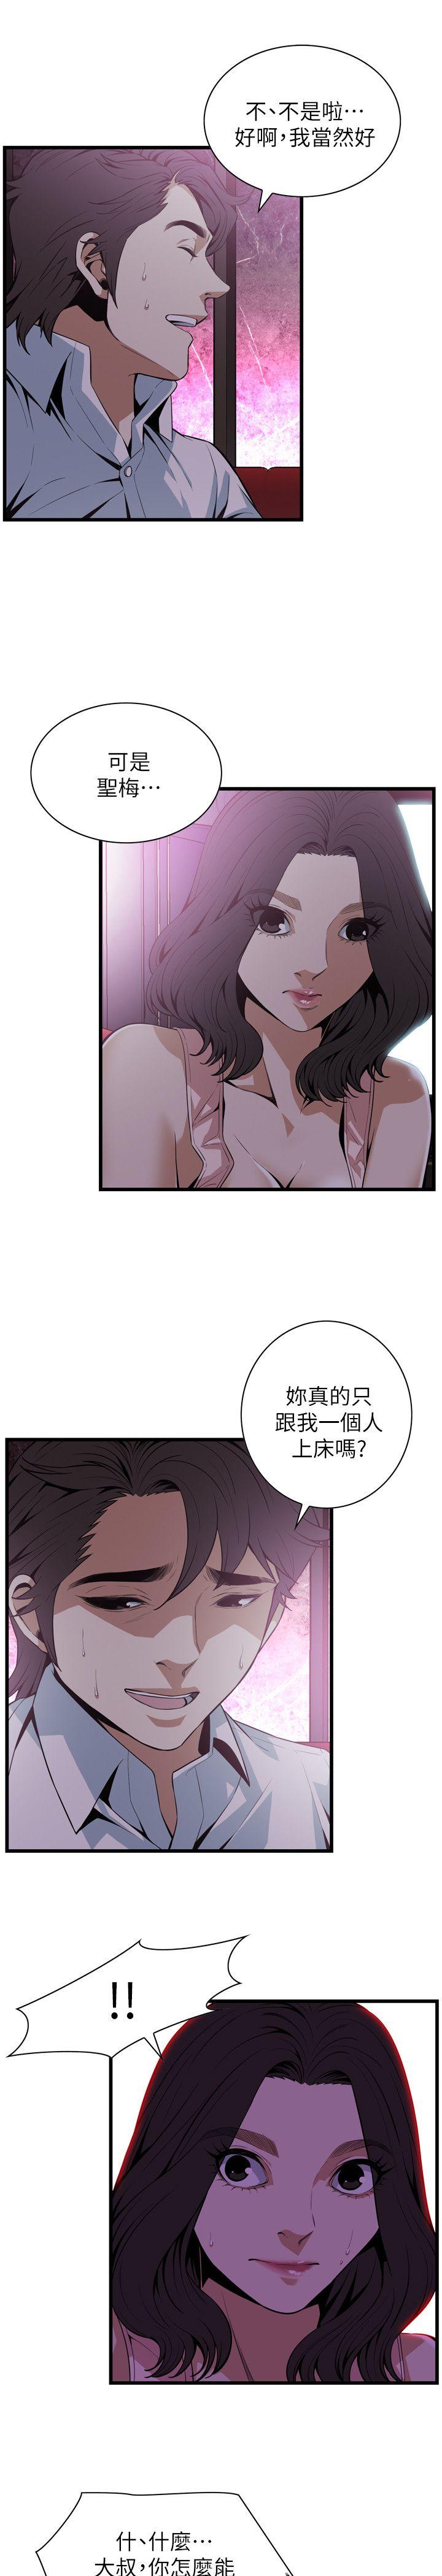 不、不是啦⋯
好啊，我當然好
可是
聖梅⋯
妳真的只
跟我一個人
上床嗎?
!!
什、什麼⋯
大叔，你怎麼能